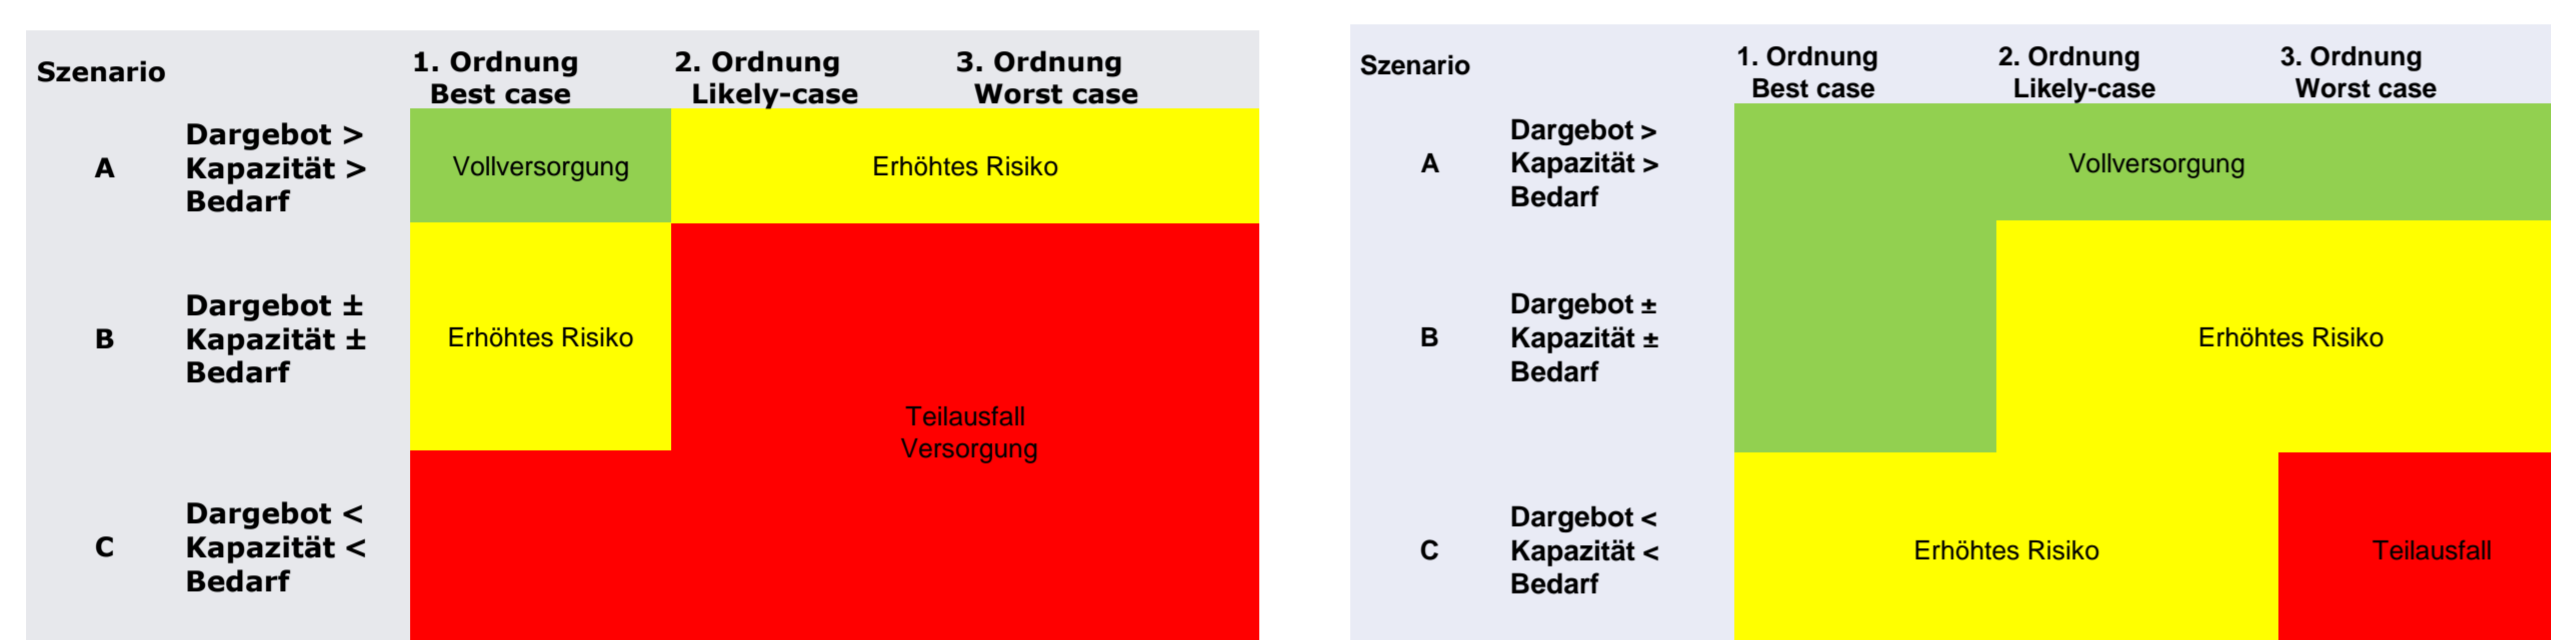 Szenario
1. Ordnung
Best case
2. Ordnung
Likely-case
3. Ordnung
Worst case
A
Dargebot >
Kapazität >
Bedarf
Vollversorgung
Erhöhtes Risiko
B
Dargebot ±
Kapazität ±
Bedarf
Erhöhtes Risiko
Teilausfall
Versorgung
C
Dargebot <
Kapazität <
Bedarf
Szenario
1. Ordnung
Best case
2. Ordnung
Likely-case
3. Ordnung
Worst case
A
Dargebot >
Kapazität >
Bedarf
Vollversorgung
B
Dargebot ±
Kapazität ±
Bedarf
Erhöhtes Risiko
C
Dargebot <
Kapazität <
Bedarf
Erhöhtes Risiko
Teilausfall